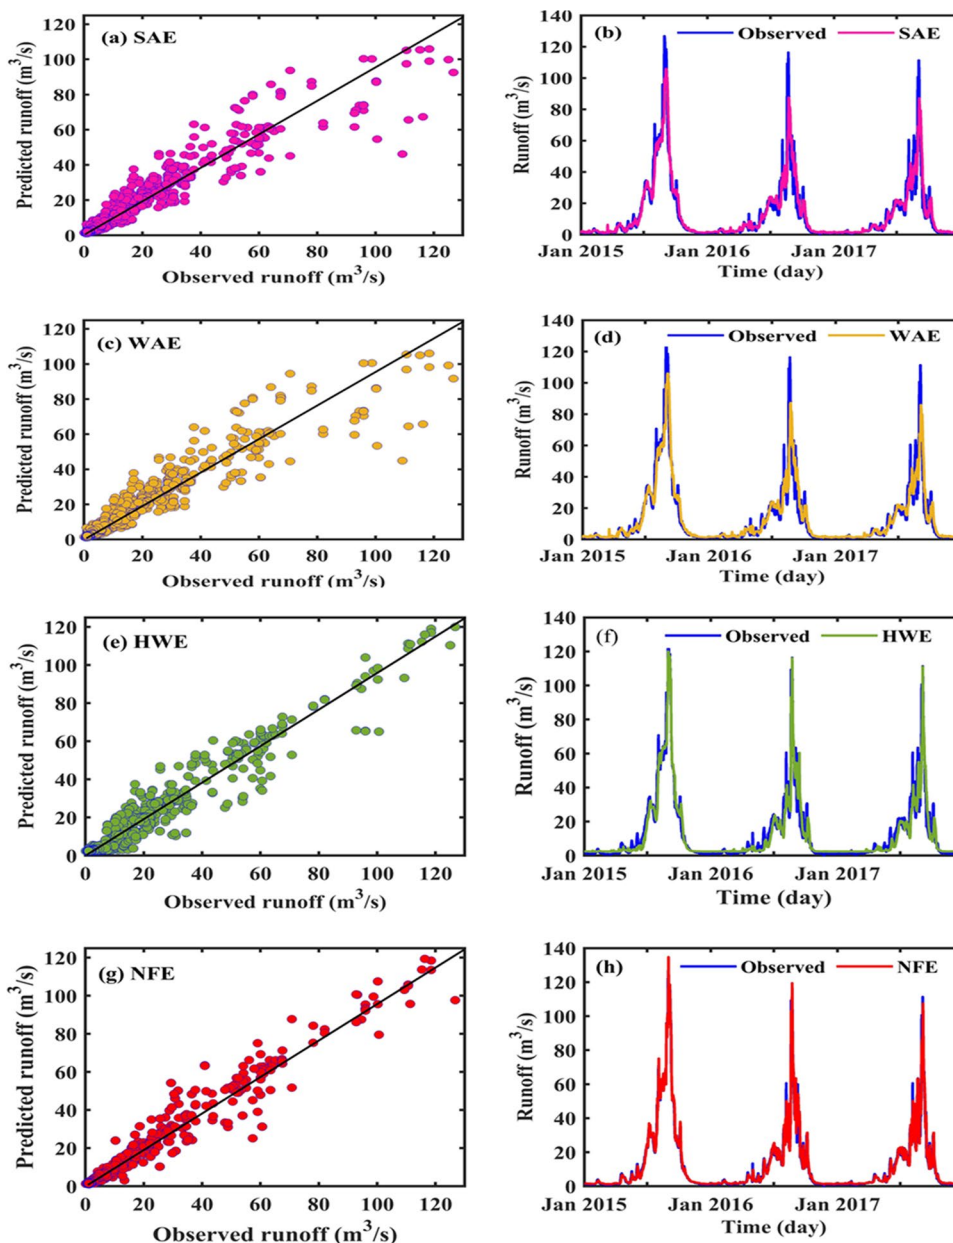 (a) SAE
Predicted runoff (m³/s)
120
100
80
60
40
20
0
0 20 40 60 80 100 120
Observed runoff (m³/s)
(b) Observed SAE
Runoff (m³/s)
140
120
100
80
60
40
20
0
Jan 2015 Jan 2016 Jan 2017
Time (day)
(c) WAE
Predicted runoff (m³/s)
120
100
80
60
40
20
0
0 20 40 60 80 100 120
Observed runoff (m³/s)
(d) Observed WAE
Runoff (m³/s)
140
120
100
80
60
40
20
0
Jan 2015 Jan 2016 Jan 2017
Time (day)
(e) HWE
Predicted runoff (m³/s)
120
100
80
60
40
20
0
0 20 40 60 80 100 120
Observed runoff (m³/s)
(f) Observed HWE
Runoff (m³/s)
140
120
100
80
60
40
20
0
Jan 2015 Jan 2016 Jan 2017
Time (day)
(g) NFE
Predicted runoff (m³/s)
120
100
80
60
40
20
0
0 20 40 60 80 100 120
Observed runoff (m³/s)
(h) Observed NFE
Runoff (m³/s)
140
120
100
80
60
40
20
0
Jan 2015 Jan 2016 Jan 2017
Time (day)